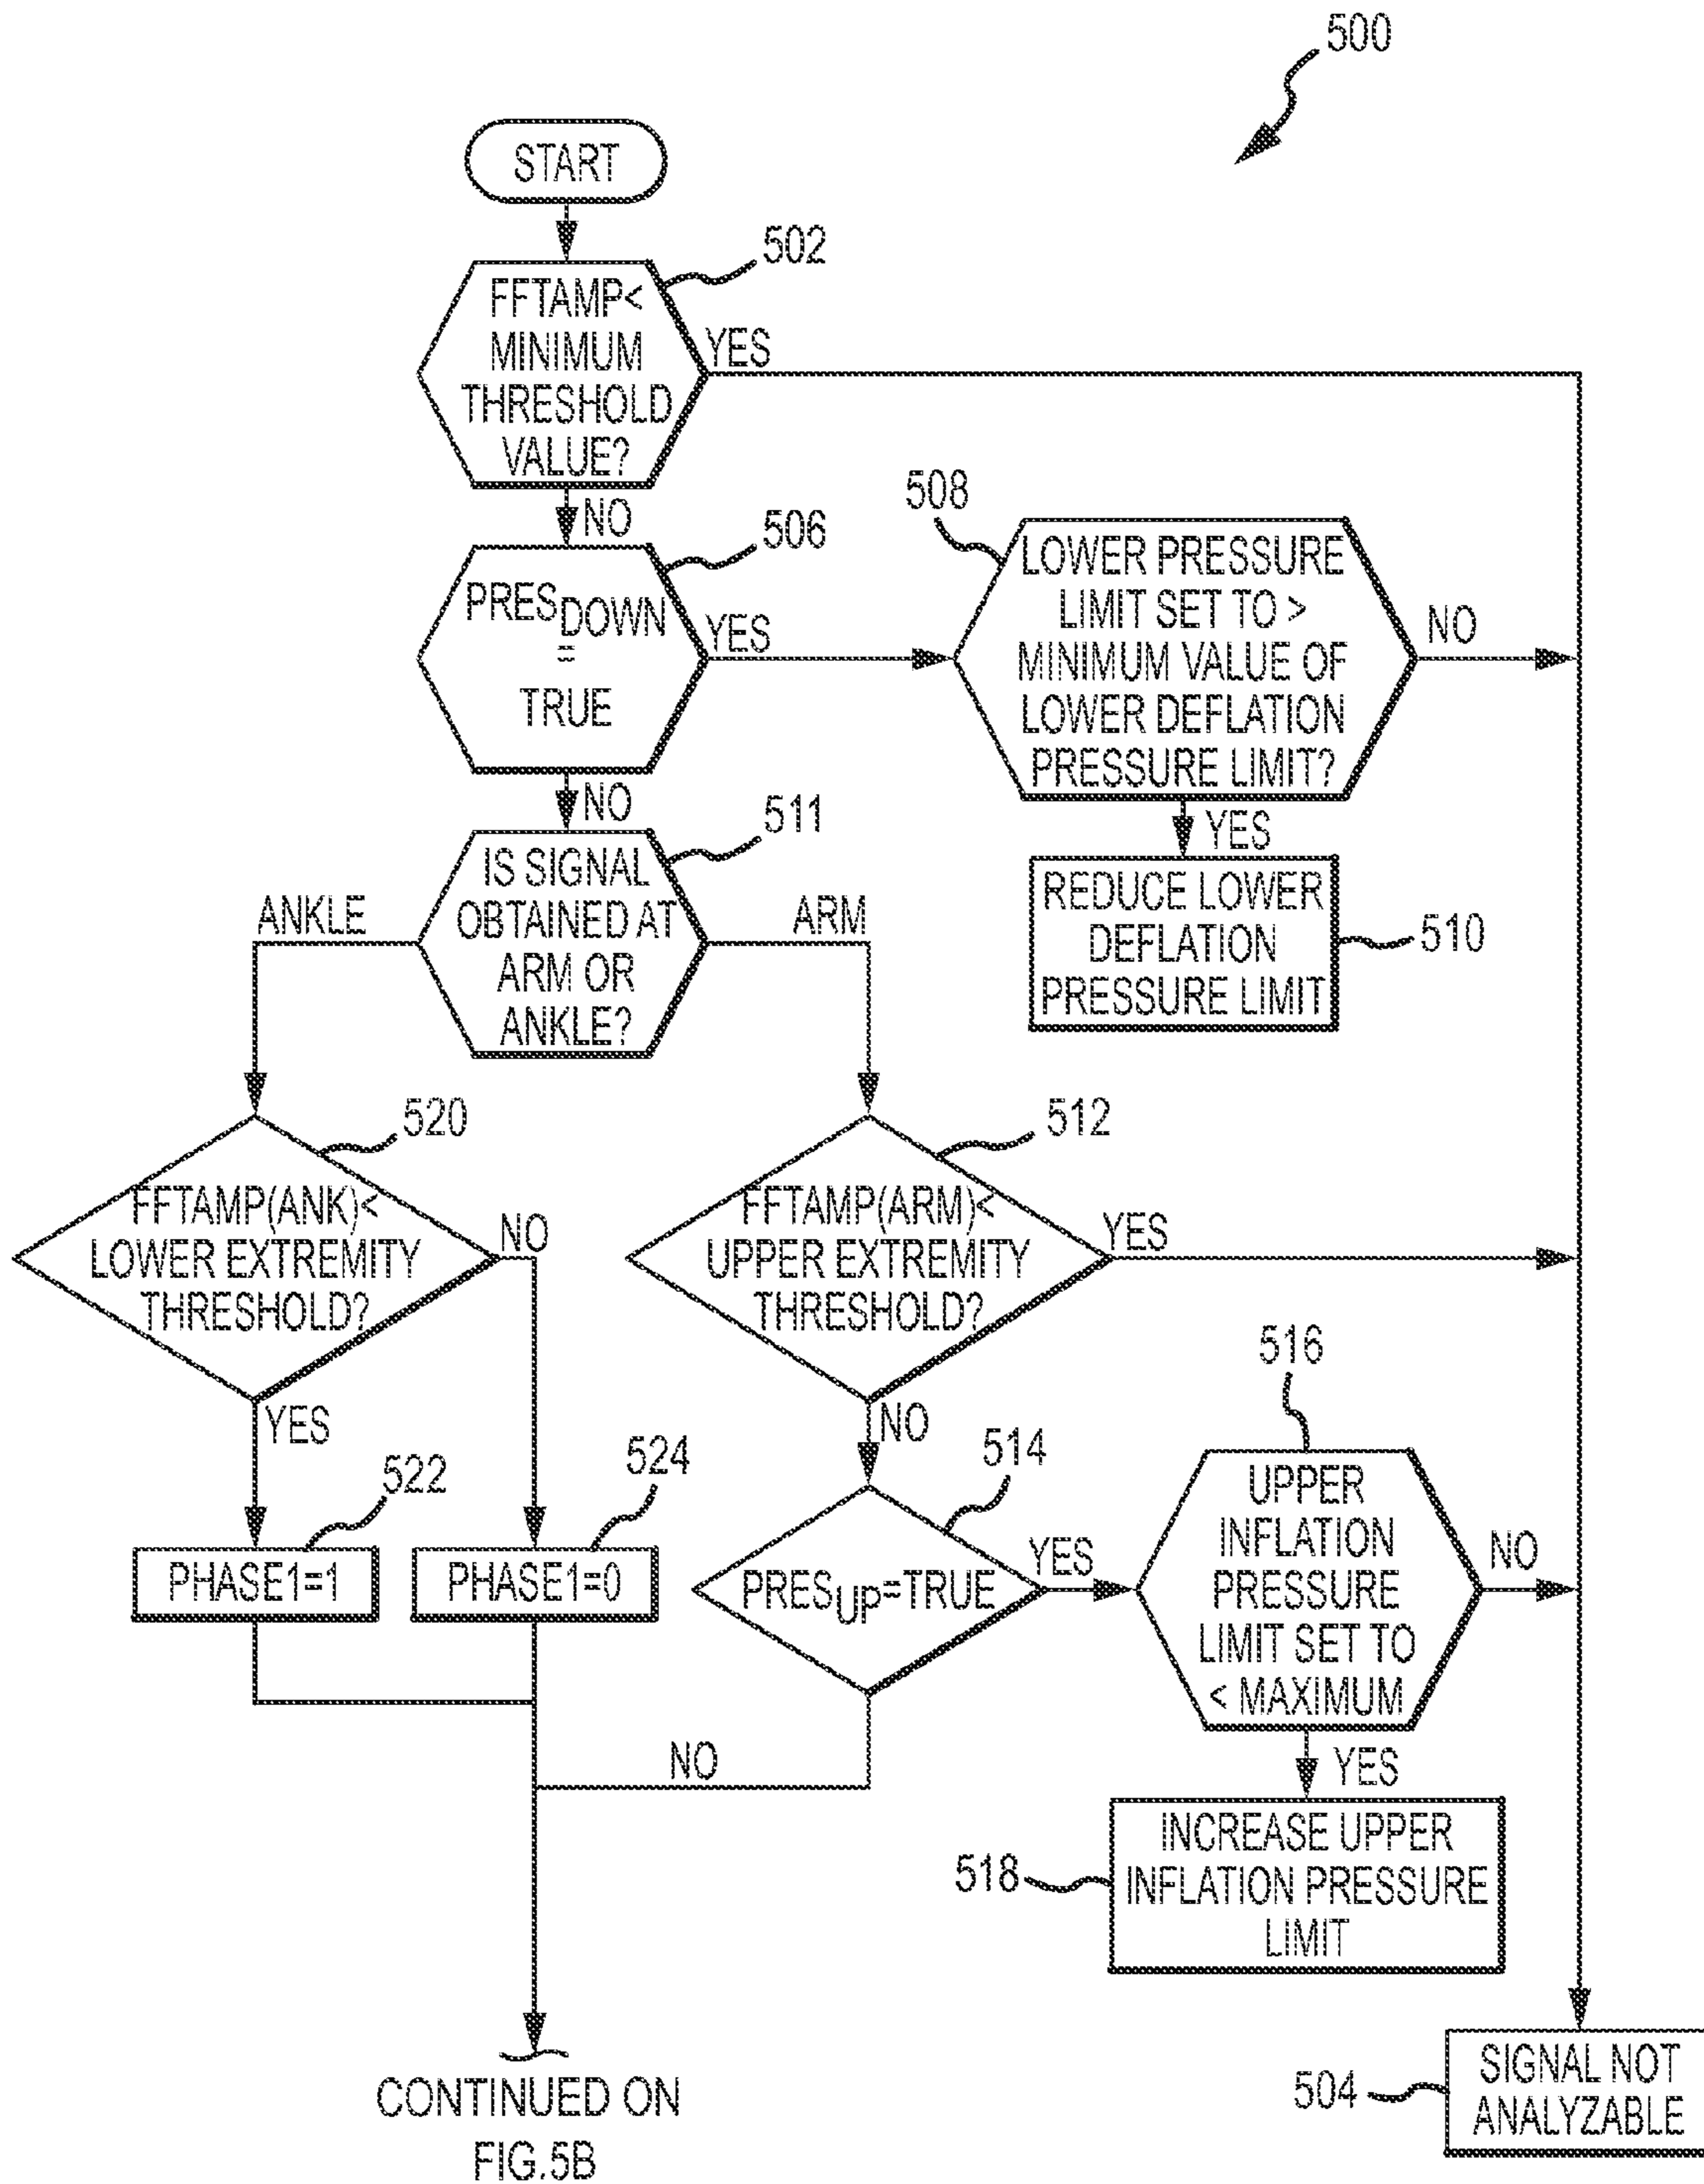 500
START
502
FFTAMP<
MINIMUM
THRESHOLD
VALUE?
YES
NO
506
PRESDOWN
=
TRUE
YES
508
LOWER PRESSURE
LIMIT SET TO >
MINIMUM VALUE OF
LOWER DEFLATION
PRESSURE LIMIT?
NO
NO
YES
511
IS SIGNAL
OBTAINED AT
ARM OR
ANKLE?
ANKLE
ARM
REDUCE LOWER
DEFLATION
PRESSURE LIMIT
510
520
FFTAMP(ANK)<
LOWER EXTREMITY
THRESHOLD?
NO
YES
512
FFTAMP(ARM)<
UPPER EXTREMITY
THRESHOLD?
YES
NO
522
PHASE1=1
524
PHASE1=0
514
PRESUP=TRUE
YES
NO
516
UPPER
INFLATION
PRESSURE
LIMIT SET TO
< MAXIMUM
NO
YES
518
INCREASE UPPER
INFLATION PRESSURE
LIMIT
504
SIGNAL NOT
ANALYZABLE
CONTINUED ON
FIG.5B